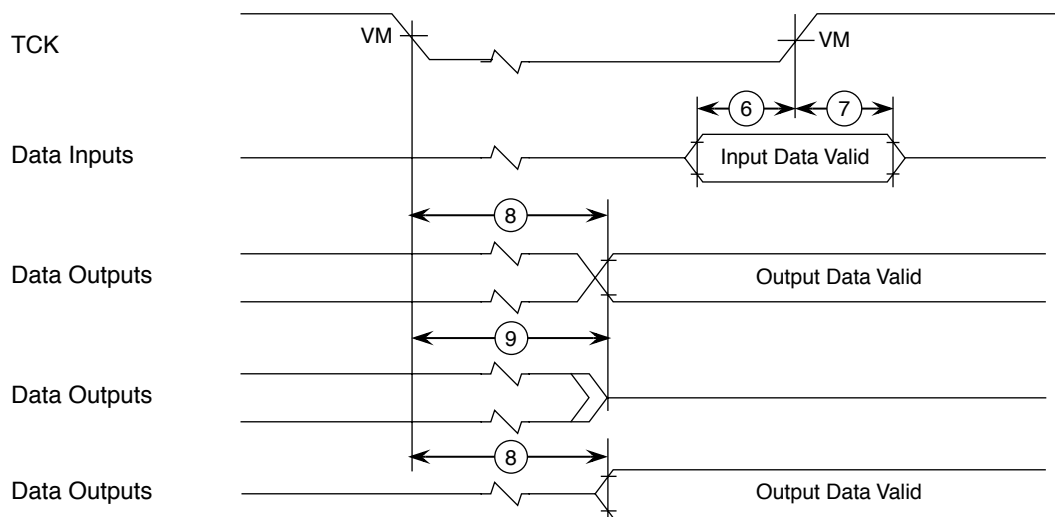 TCK
VM
VM
6
7
Data Inputs
Input Data Valid
8
Data Outputs
Output Data Valid
9
Data Outputs
8
Data Outputs
Output Data Valid